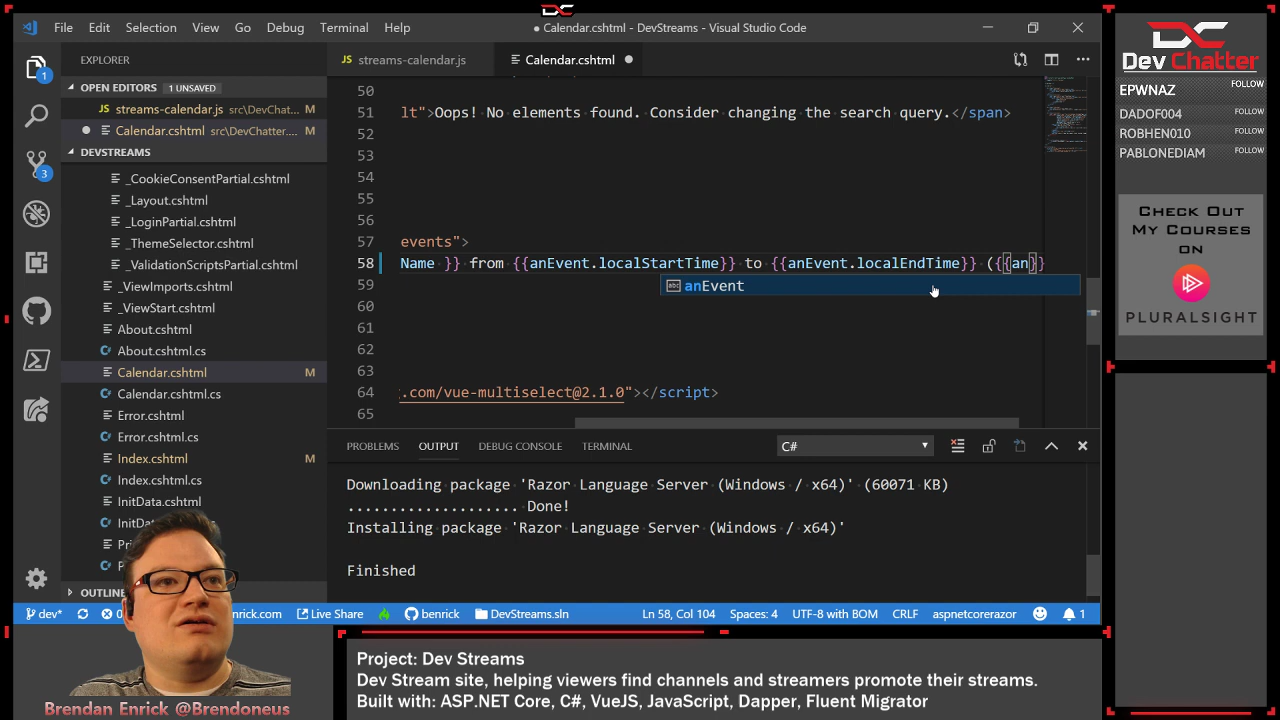 DC
File Edit Selection View Go Debug Terminal Help
● Calendar.cshtml - DevStreams - Visual Studio Code
EXPLORER
OPEN EDITORS 1 UNSAVED
streams-calendar.js src\DevChat... M
Calendar.cshtml src\DevChatter.... M
DEVSTREAMS
_CookieConsentPartial.cshtml
_Layout.cshtml
_LoginPartial.cshtml
_ThemeSelector.cshtml
_ValidationScriptsPartial.cshtml
_ViewImports.cshtml
_ViewStart.cshtml
About.cshtml
About.cshtml.cs
Calendar.cshtml M
Calendar.cshtml.cs
Error.cshtml
Error.cshtml.cs
Index.cshtml M
Index.cshtml.cs
InitData.cshtml
OUTLINE
1
3
streams-calendar.js
Calendar.cshtml
50
51 lt">Oops! No elements found. Consider changing the search query.</span>
52
53
54
55
56
57 events">
58 Name }} from {{anEvent.localStartTime}} to {{anEvent.localEndTime}} ({{an}}
59 anEvent
60
61
62
63
64 .com/vue-multiselect@2.1.0"></script>
65
PROBLEMS OUTPUT DEBUG CONSOLE TERMINAL C#
Downloading package 'Razor Language Server (Windows / x64)' (60071 KB)
.................... Done!
Installing package 'Razor Language Server (Windows / x64)'
Finished
dev* 0 enrick.com Live Share benrick DevStreams.sln Ln 58, Col 104 Spaces: 4 UTF-8 with BOM CRLF aspnetcorerazor 1
Brendan Enrick @Brendoneus
Project: Dev Streams
Dev Stream site, helping viewers find channels and streamers promote their streams.
Built with: ASP.NET Core, C#, VueJS, JavaScript, Dapper, Fluent Migrator
DC
Dev Chatter
EPWNAZ FOLLOW
DADOF004 FOLLOW
ROBHEN010 FOLLOW
PABLONEDIAM FOLLOW
CHECK OUT
MY COURSES
ON
PLURALSIGHT